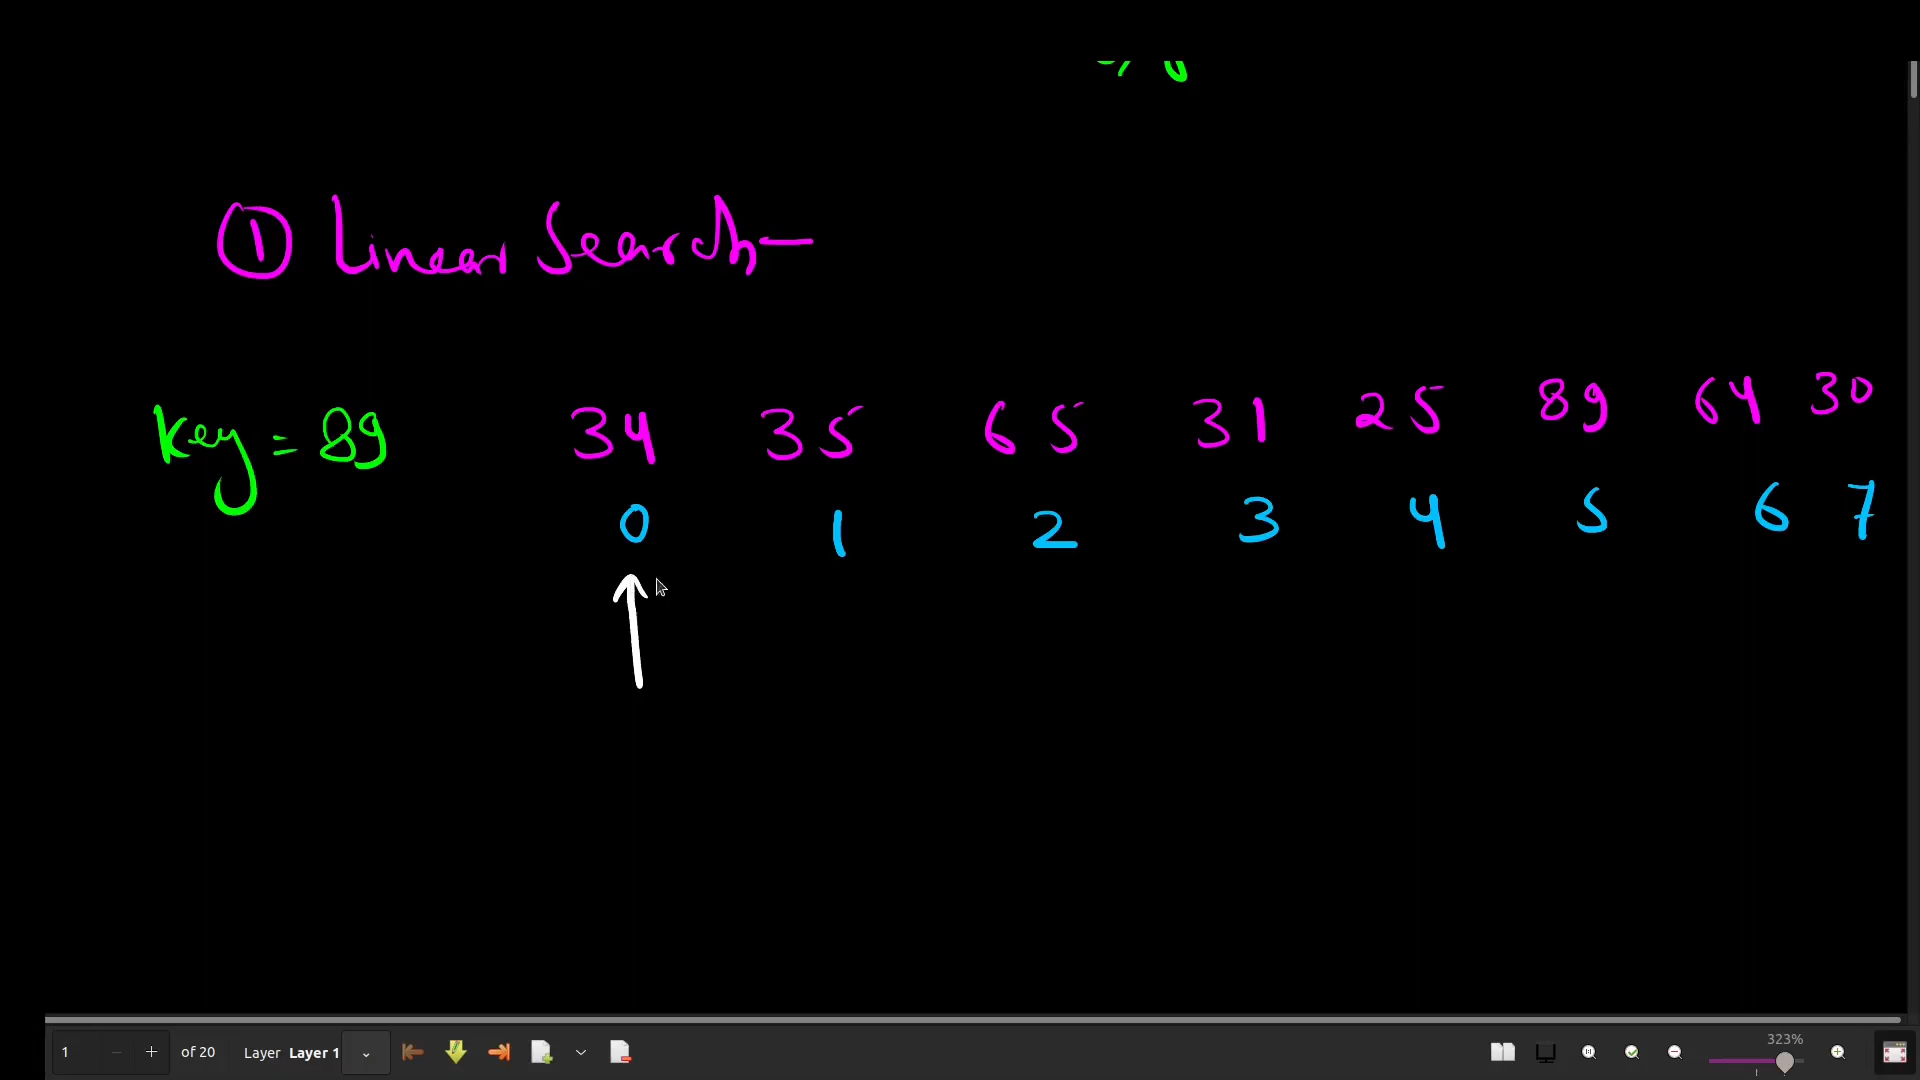 ① Linear Search-
Key = 89 34 35 65 31 25 89 64 30
0 1 2 3 4 5 6 7
323%
1 of 20 Layer Layer 1